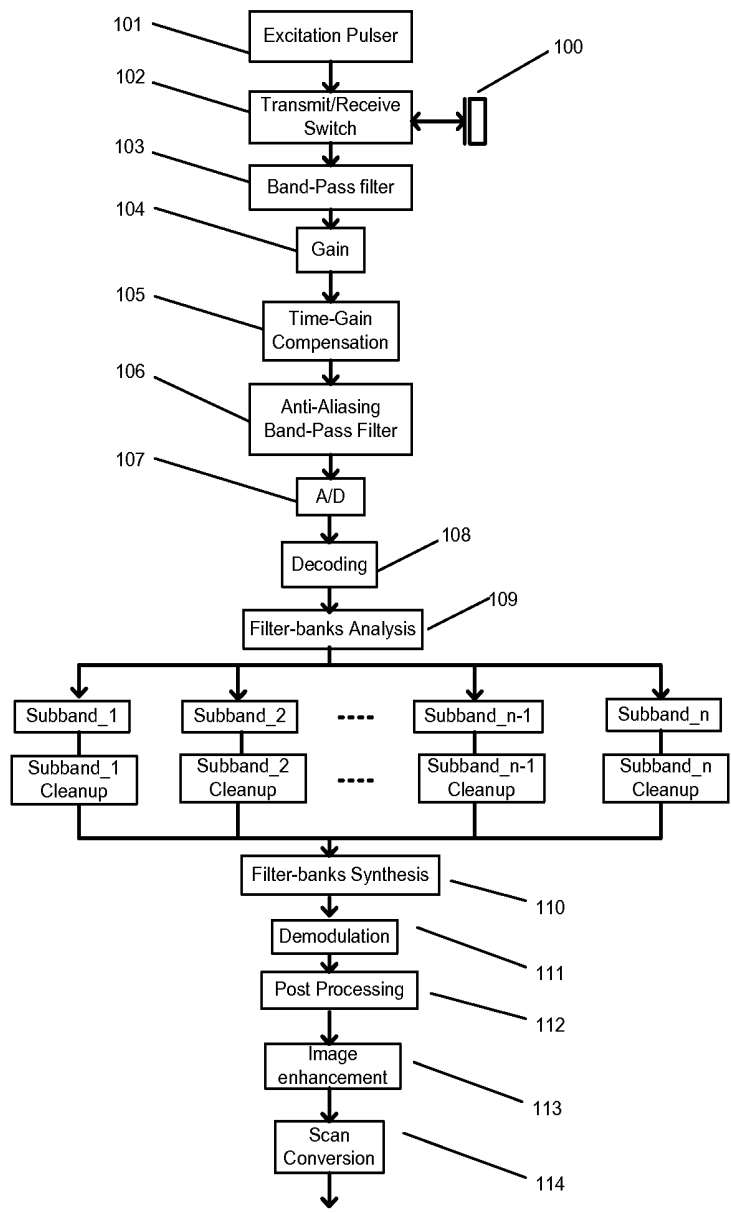 101
Excitation Pulser
100
102
Transmit/Receive
Switch
103
Band-Pass filter
104
Gain
105
Time-Gain
Compensation
106
Anti-Aliasing
Band-Pass Filter
107
A/D
108
Decoding
109
Filter-banks Analysis
Subband_1
Subband_2
Subband_n-1
Subband_n
Subband_1
Cleanup
Subband_2
Cleanup
Subband_n-1
Cleanup
Subband_n
Cleanup
Filter-banks Synthesis
110
Demodulation
111
Post Processing
112
Image
enhancement
113
Scan
Conversion
114